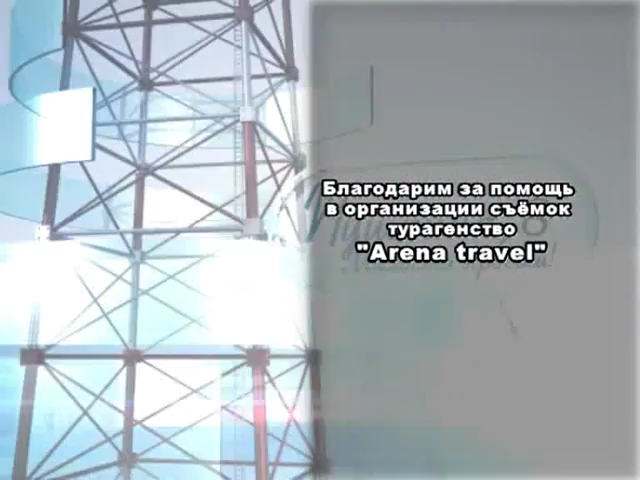 Благодарим за помощь
в организации съёмок
турагенство
"Arena travel"